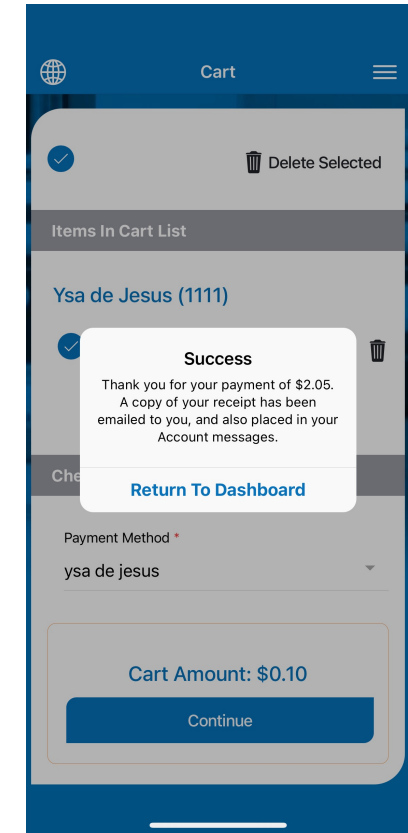 Cart
Delete Selected
Items In Cart List
Ysa de Jesus (1111)
Success
Thank you for your payment of $2.05.
A copy of your receipt has been
emailed to you, and also placed in your
Account messages.
Return To Dashboard
Che
Payment Method *
ysa de jesus
Cart Amount: $0.10
Continue